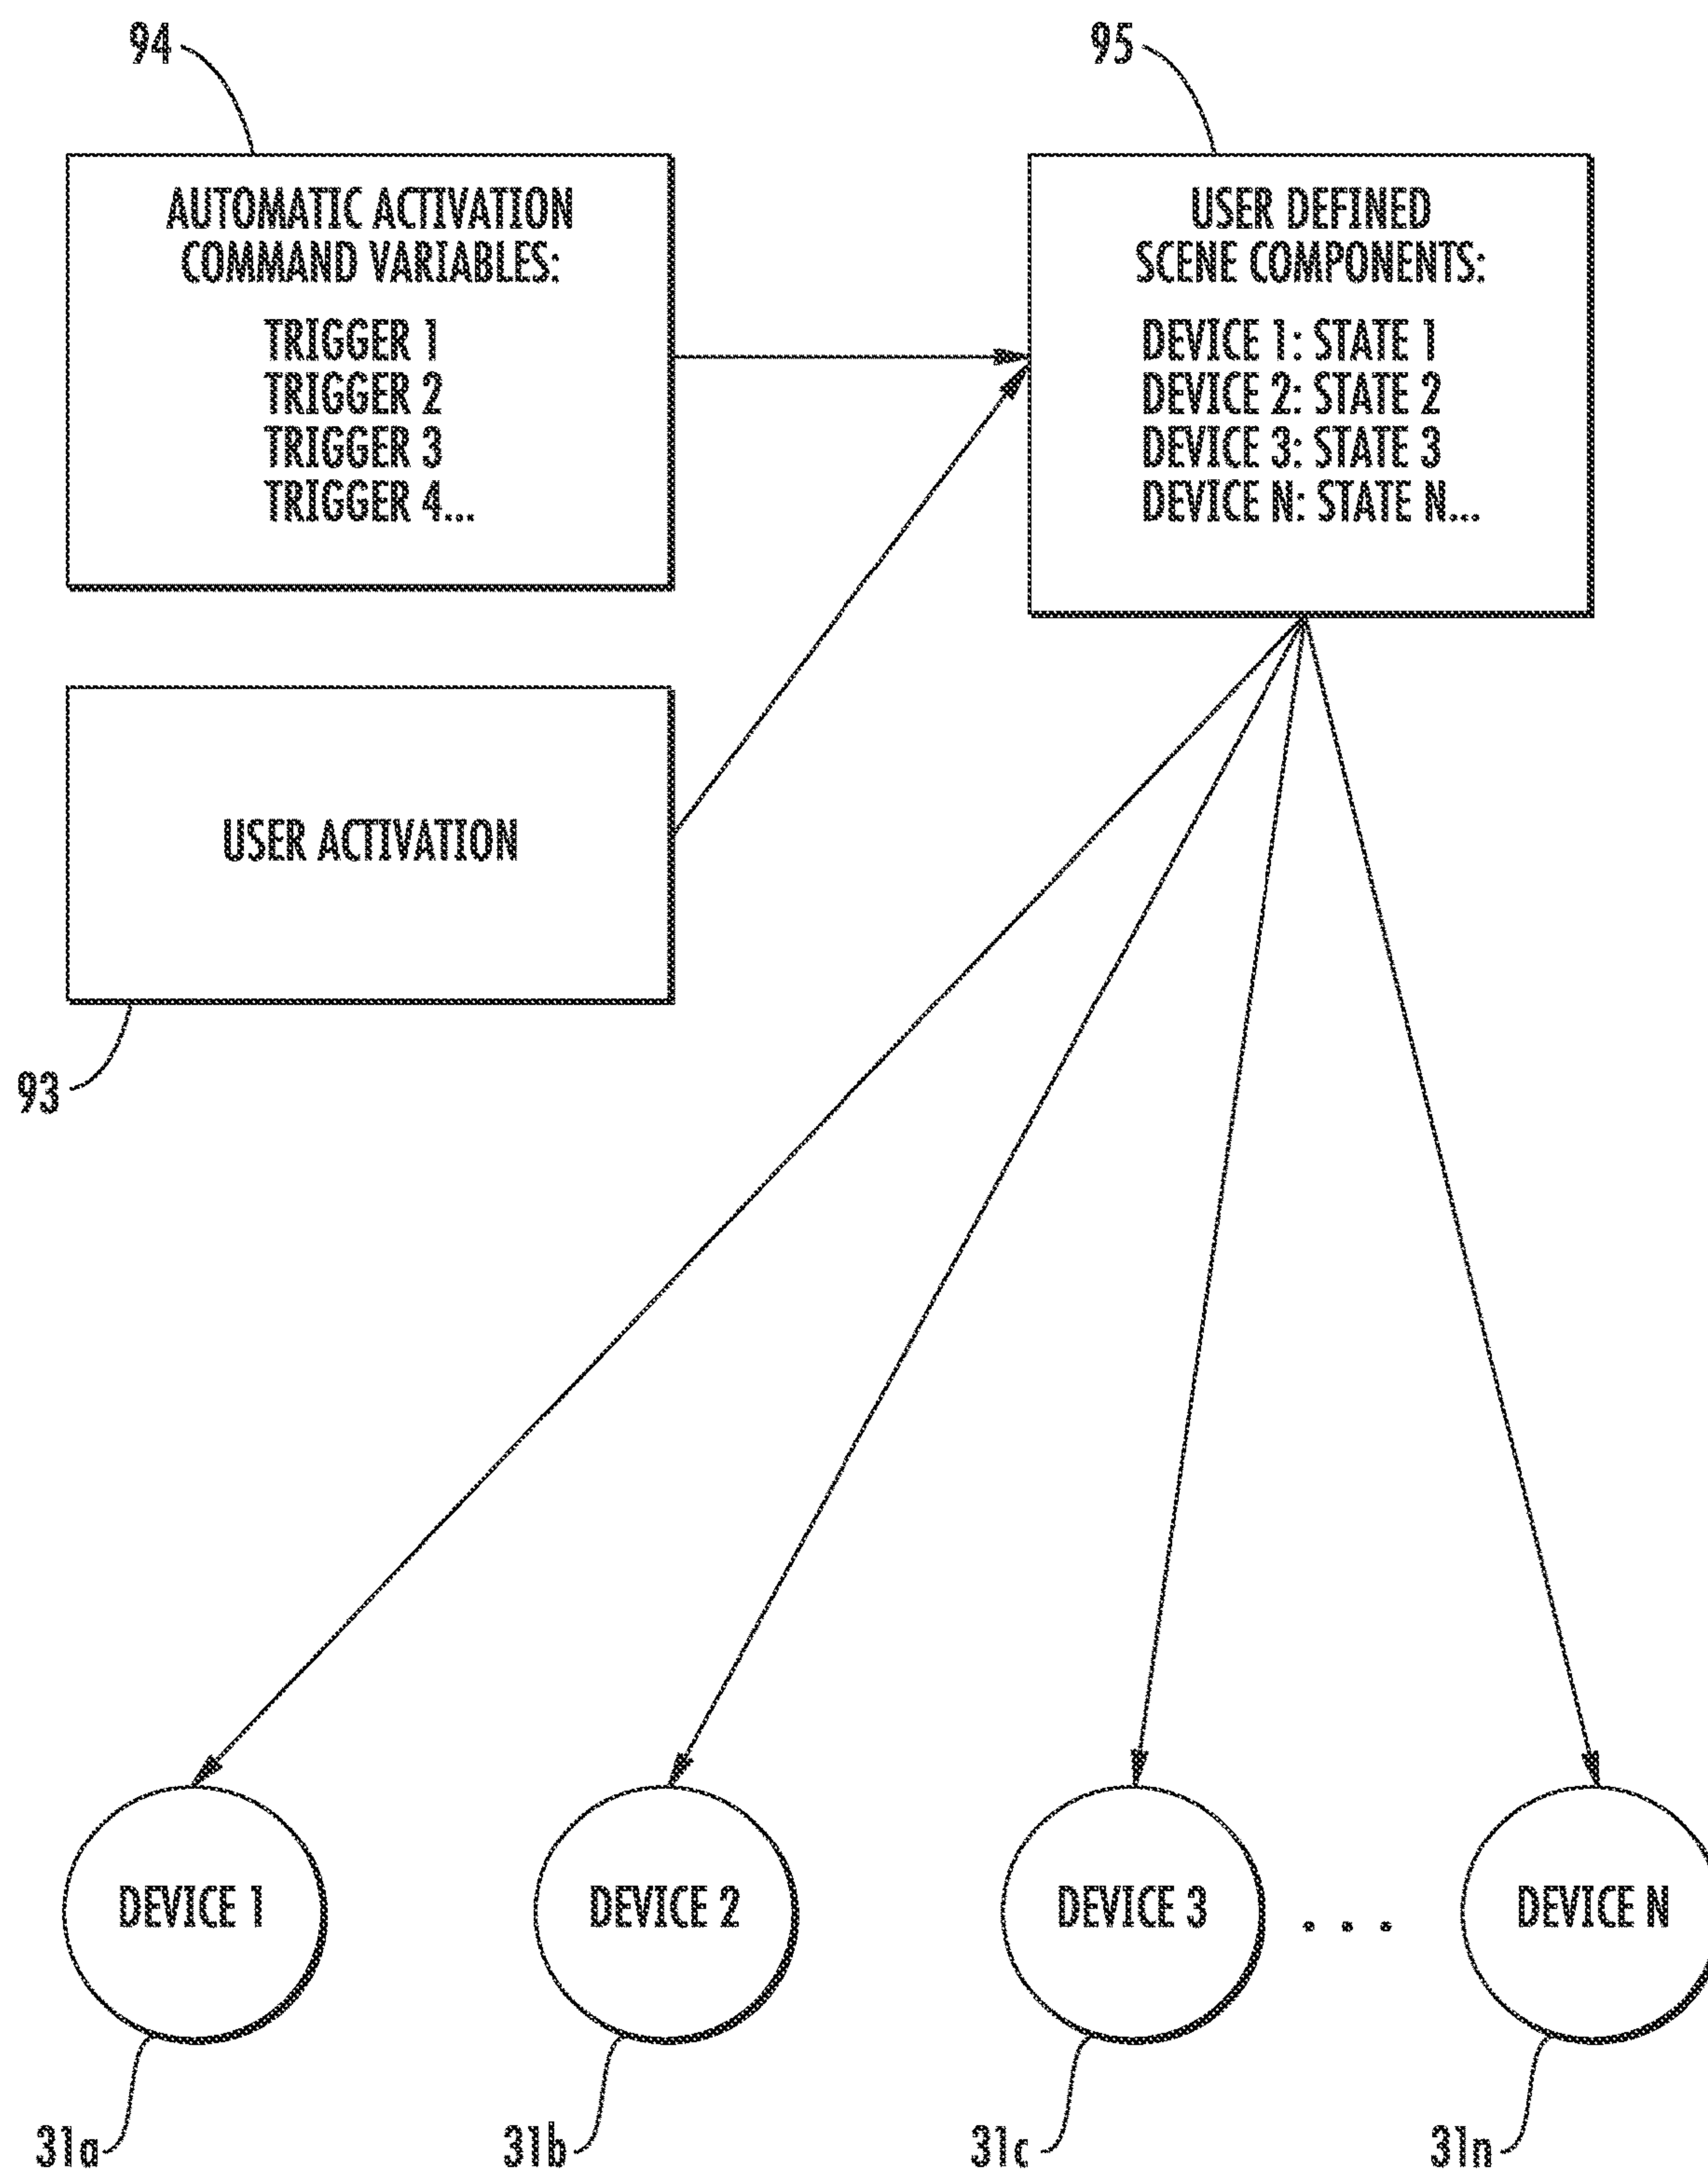 94
95
AUTOMATIC ACTIVATION
COMMAND VARIABLES:
TRIGGER 1
TRIGGER 2
TRIGGER 3
TRIGGER 4...
USER DEFINED
SCENE COMPONENTS:
DEVICE 1: STATE 1
DEVICE 2: STATE 2
DEVICE 3: STATE 3
DEVICE N: STATE N...
USER ACTIVATION
93
DEVICE 1
DEVICE 2
DEVICE 3
. . .
DEVICE N
31a
31b
31c
31n